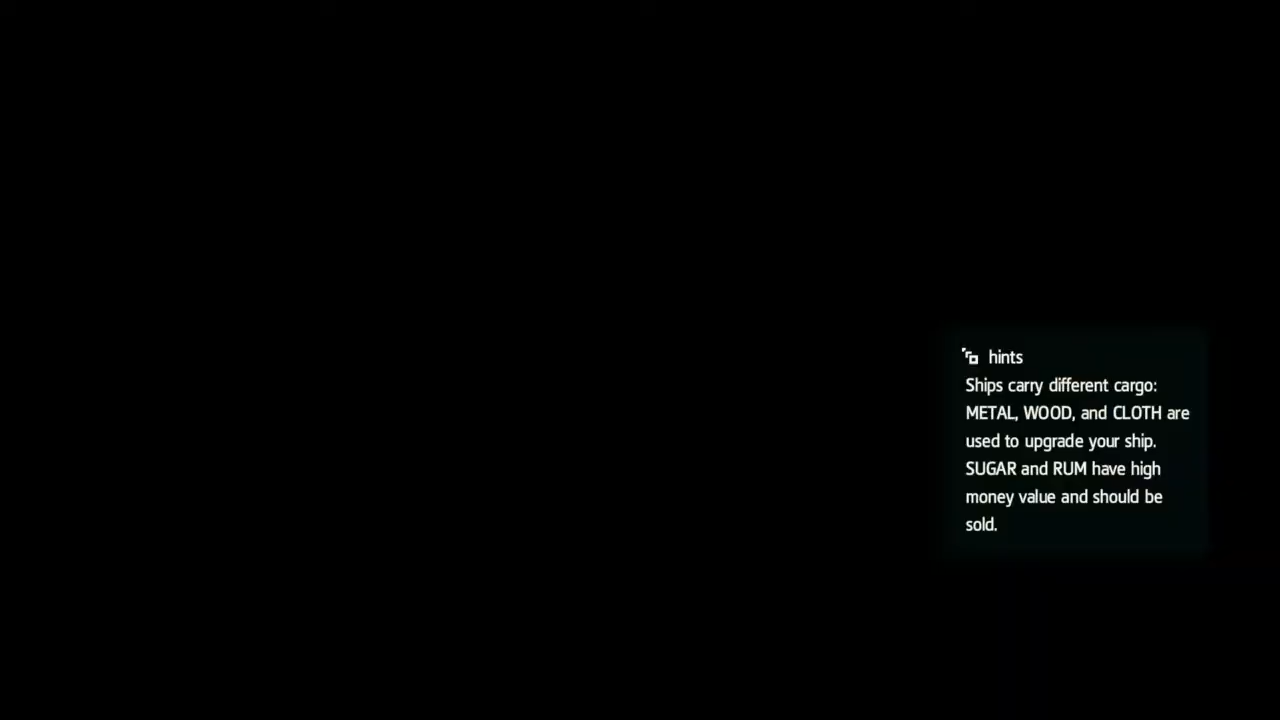 hints
Ships carry different cargo:
METAL, WOOD, and CLOTH are
used to upgrade your ship.
SUGAR and RUM have high
money value and should be
sold.